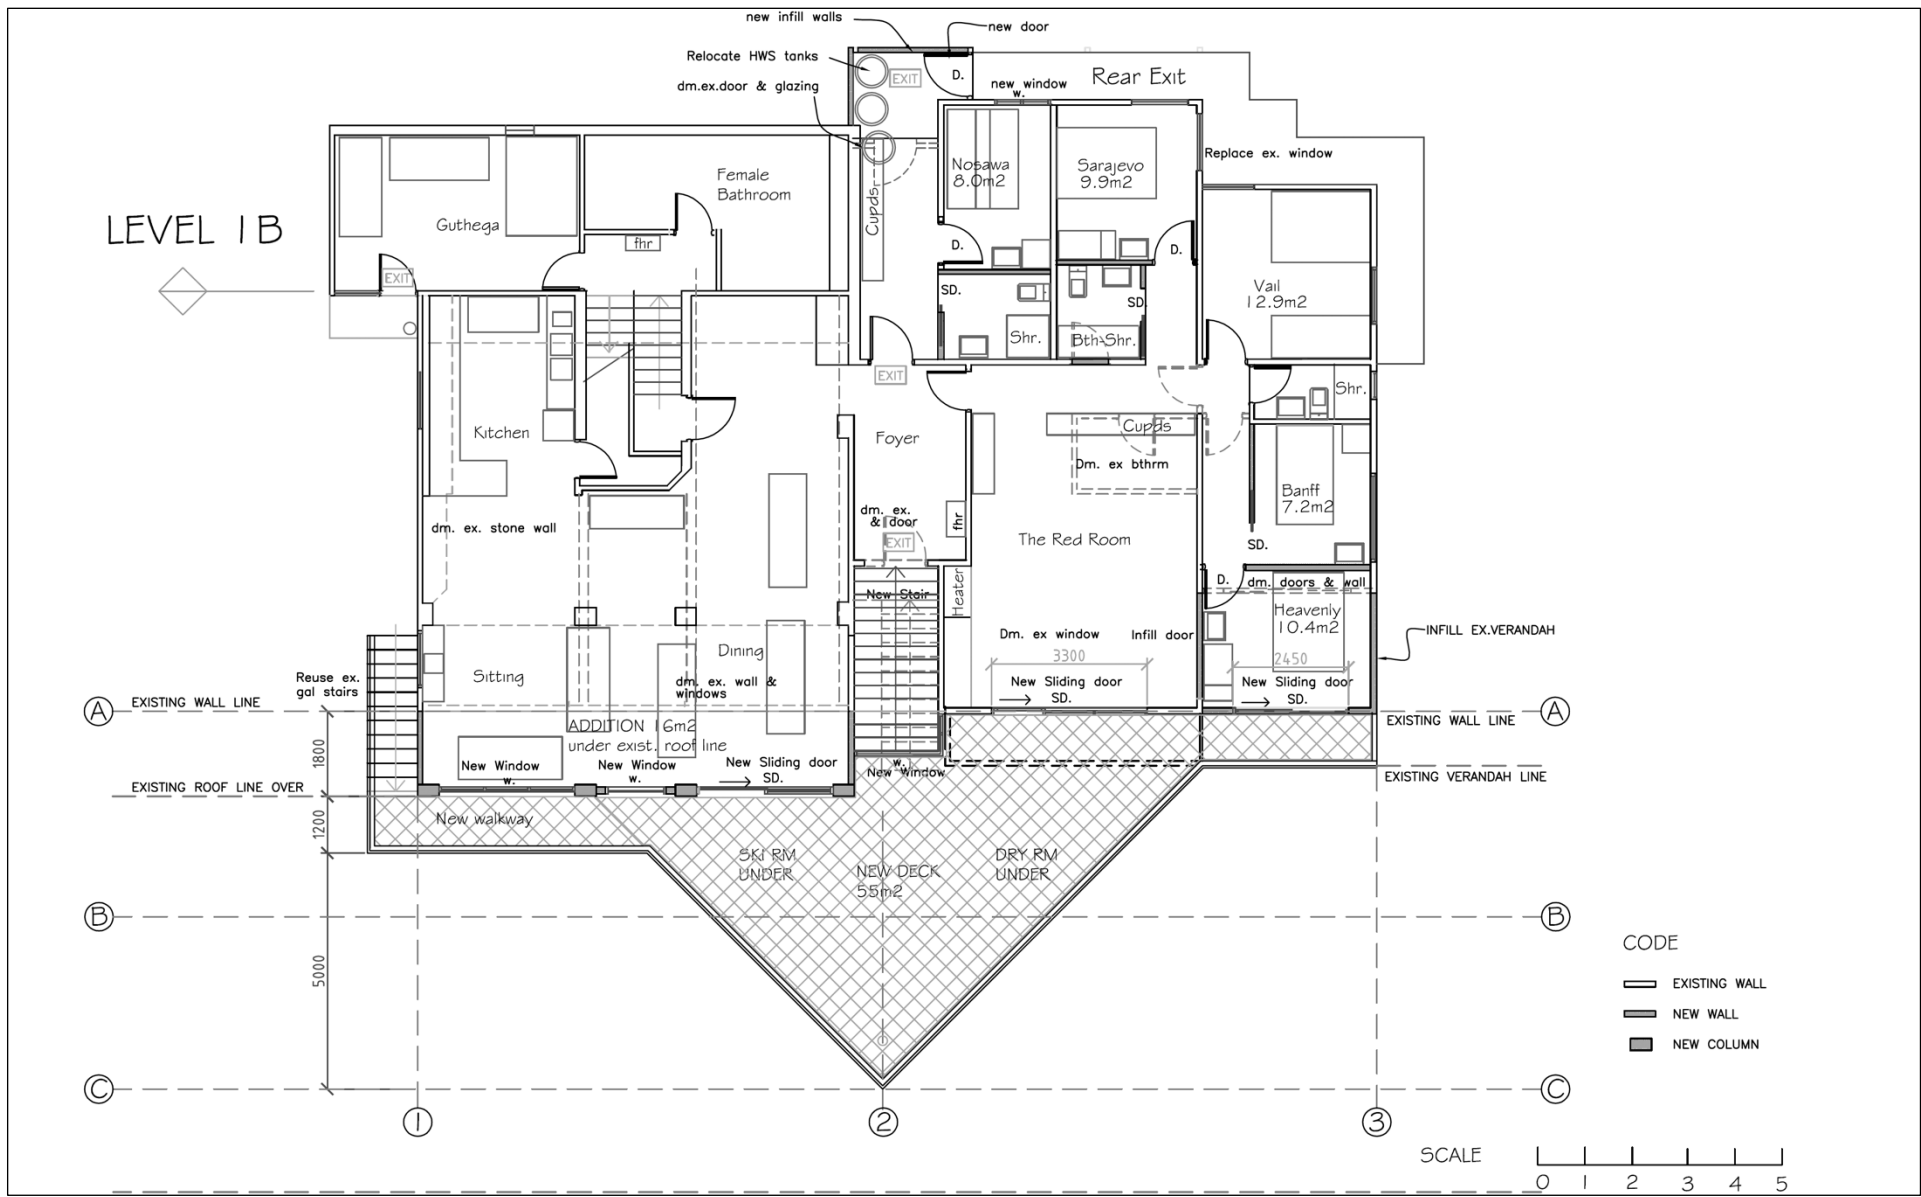 new infill walls
new door
Relocate HWS tanks
EXIT
D.
Rear Exit
dm.ex.door & glazing
new window
w.
Replace ex. window
Female
Bathroom
Nosawa
8.0m2
Sarajevo
9.9m2
Cupds
LEVEL 1B
Guthega
fhr
D.
D.
EXIT
Vail
12.9m2
SD.
SD.
Shr.
Bth-Shr.
EXIT
Shr.
Kitchen
Foyer
Cupds
Dm. ex bthrm
Banff
7.2m2
dm. ex. stone wall
dm. ex.
& door
EXIT
fhr
The Red Room
SD.
Heater
New Stair
D.
dm. doors & wall
Heavenly
10.4m2
Dm. ex window
Infill door
INFILL EX.VERANDAH
Dining
3300
2450
Sitting
Reuse ex.
gal stairs
dm. ex. wall &
windows
New Sliding door
SD.
New Sliding door
SD.
A
EXISTING WALL LINE
EXISTING WALL LINE
A
ADDITION 16m2
under exist. roof line
1800
New Window
w.
New Window
w.
New Sliding door
SD.
w.
New Window
EXISTING VERANDAH LINE
EXISTING ROOF LINE OVER
1200
New walkway
SKI RM
UNDER
NEW DECK
55m2
DRY RM
UNDER
B
B
5000
CODE
EXISTING WALL
NEW WALL
NEW COLUMN
C
C
1
2
3
SCALE
0 1 2 3 4 5